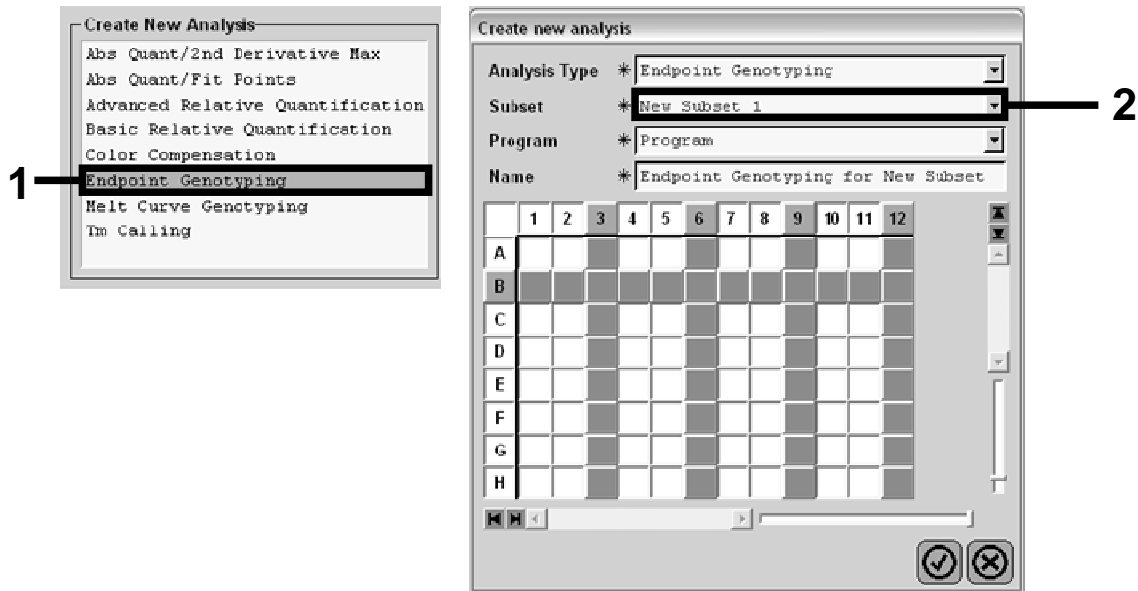 Create New Analysis
Abs Quant/2nd Derivative Max
Abs Quant/Fit Points
Advanced Relative Quantification
Basic Relative Quantification
Color Compensation
1
Endpoint Genotyping
Melt Curve Genotyping
Tm Calling
Create new analysis
Analysis Type * Endpoint Genotyping
Subset * New Subset 1
2
Program * Program
Name * Endpoint Genotyping for New Subset
1 2 3 4 5 6 7 8 9 10 11 12
A
B
C
D
E
F
G
H